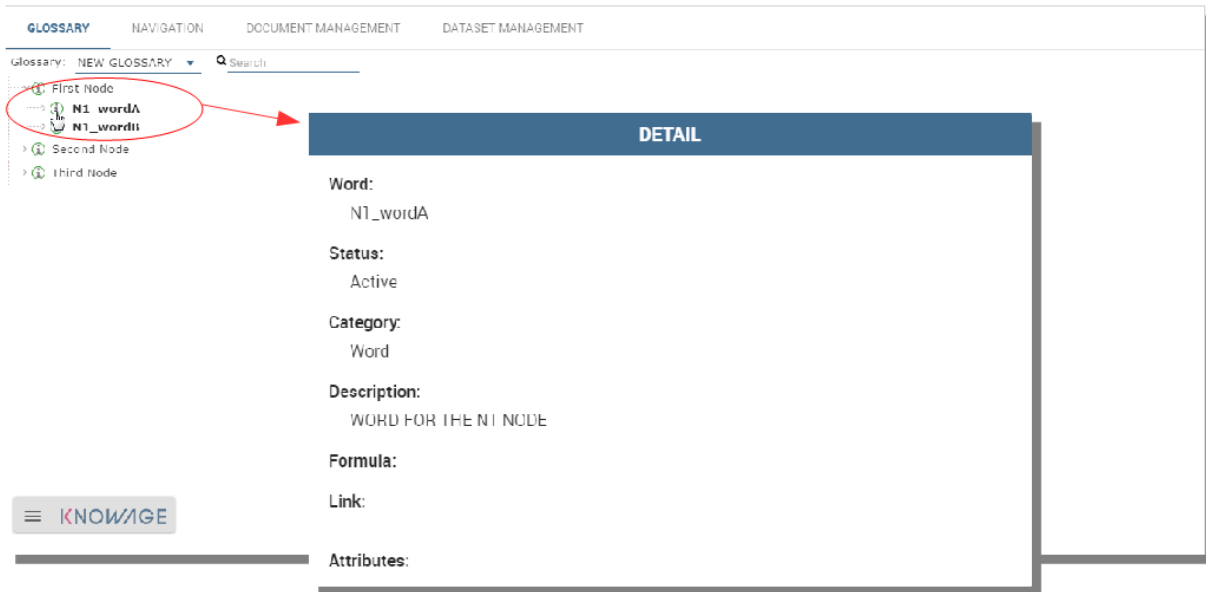 GLOSSARY NAVIGATION DOCUMENT MANAGEMENT DATASET MANAGEMENT
Glossary: NEW GLOSSARY Search
First Node
N1_wordA
N1_wordB
Second Node
Third Node
DETAIL
Word:
N1_wordA
Status:
Active
Category:
Word
Description:
WORD FOR THE N1 NODE
Formula:
Link:
Attributes:
KNOWAGE